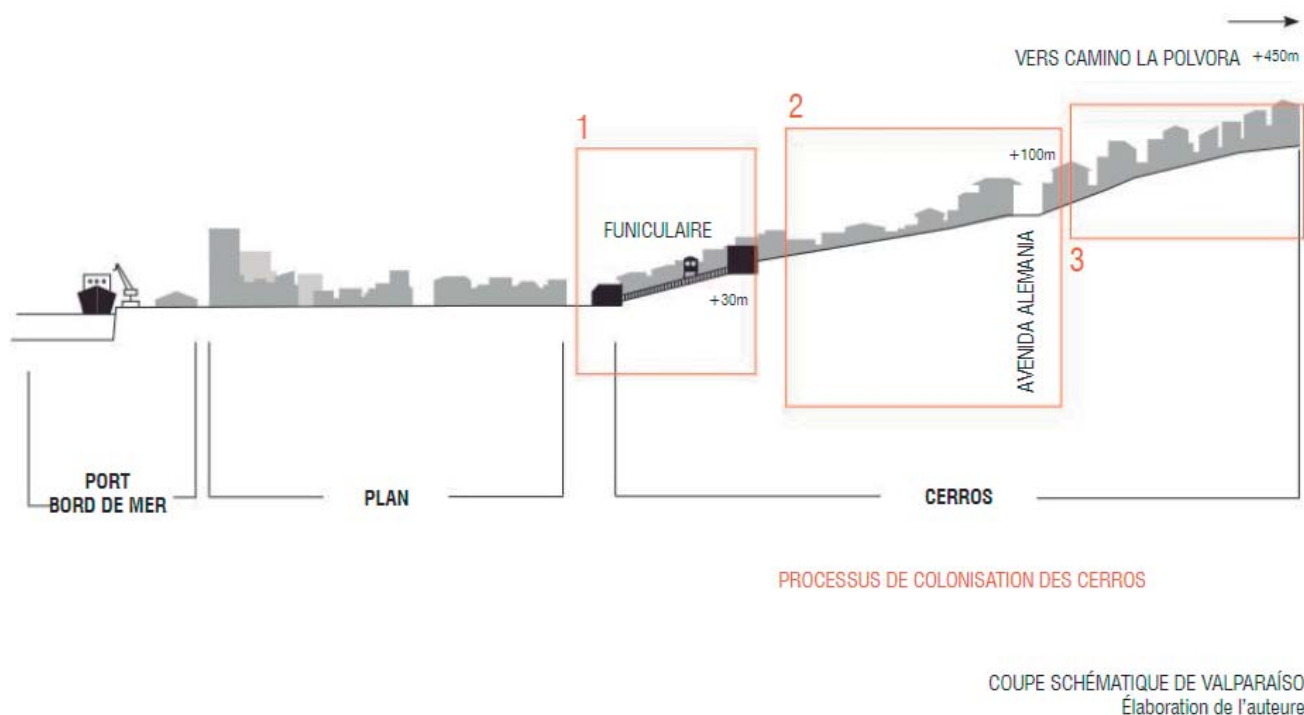 VERS CAMINO LA POLVORA +450m
1
2
+100m
FUNICULAIRE
+30m
AVENIDA ALEMANIA
3
PORT
BORD DE MER
PLAN
CERROS
PROCESSUS DE COLONISATION DES CERROS
COUPE SCHÉMATIQUE DE VALPARAÍSO
Élaboration de l'auteure